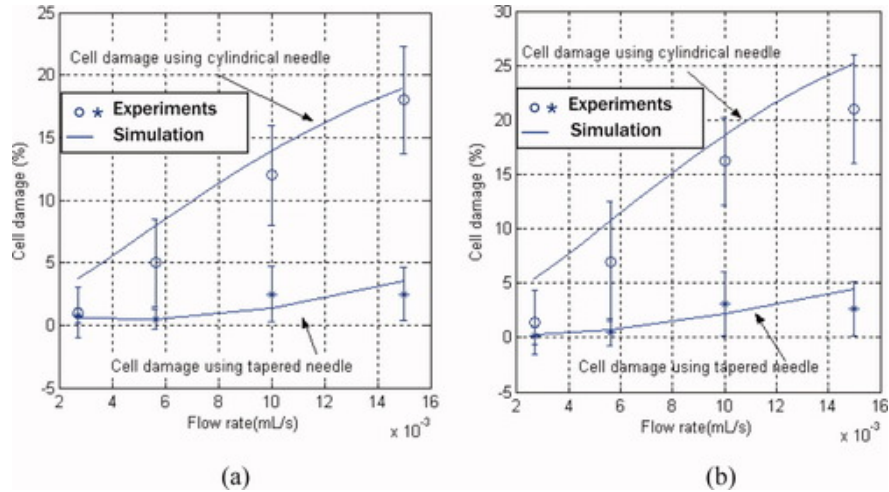 25
20
15
10
5
0
-5
Cell damage (%)
Cell damage using cylindrical needle
Experiments
Simulation
Cell damage using tapered needle
2 4 6 8 10 12 14 16
Flow rate(mL/s)
x 10⁻³
(a)
30
25
20
15
10
5
0
-5
Cell damage (%)
Cell damage using cylindrical needle
Experiments
Simulation
Cell damage using tapered needle
2 4 6 8 10 12 14 16
Flow rate(mL/s)
x 10⁻³
(b)